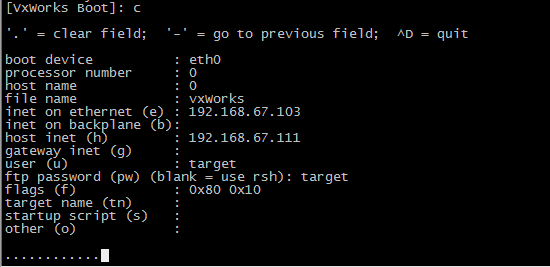 [VxWorks Boot]: c
'.' = clear field;  '-' = go to previous field;  ^D = quit
boot device          : eth0
processor number     : 0
host name            : 0
file name            : vxWorks
inet on ethernet (e) : 192.168.67.103
inet on backplane (b):
host inet (h)        : 192.168.67.111
gateway inet (g)     :
user (u)             : target
ftp password (pw) (blank = use rsh): target
flags (f)            : 0x80 0x10
target name (tn)     :
startup script (s)   :
other (o)            :
............